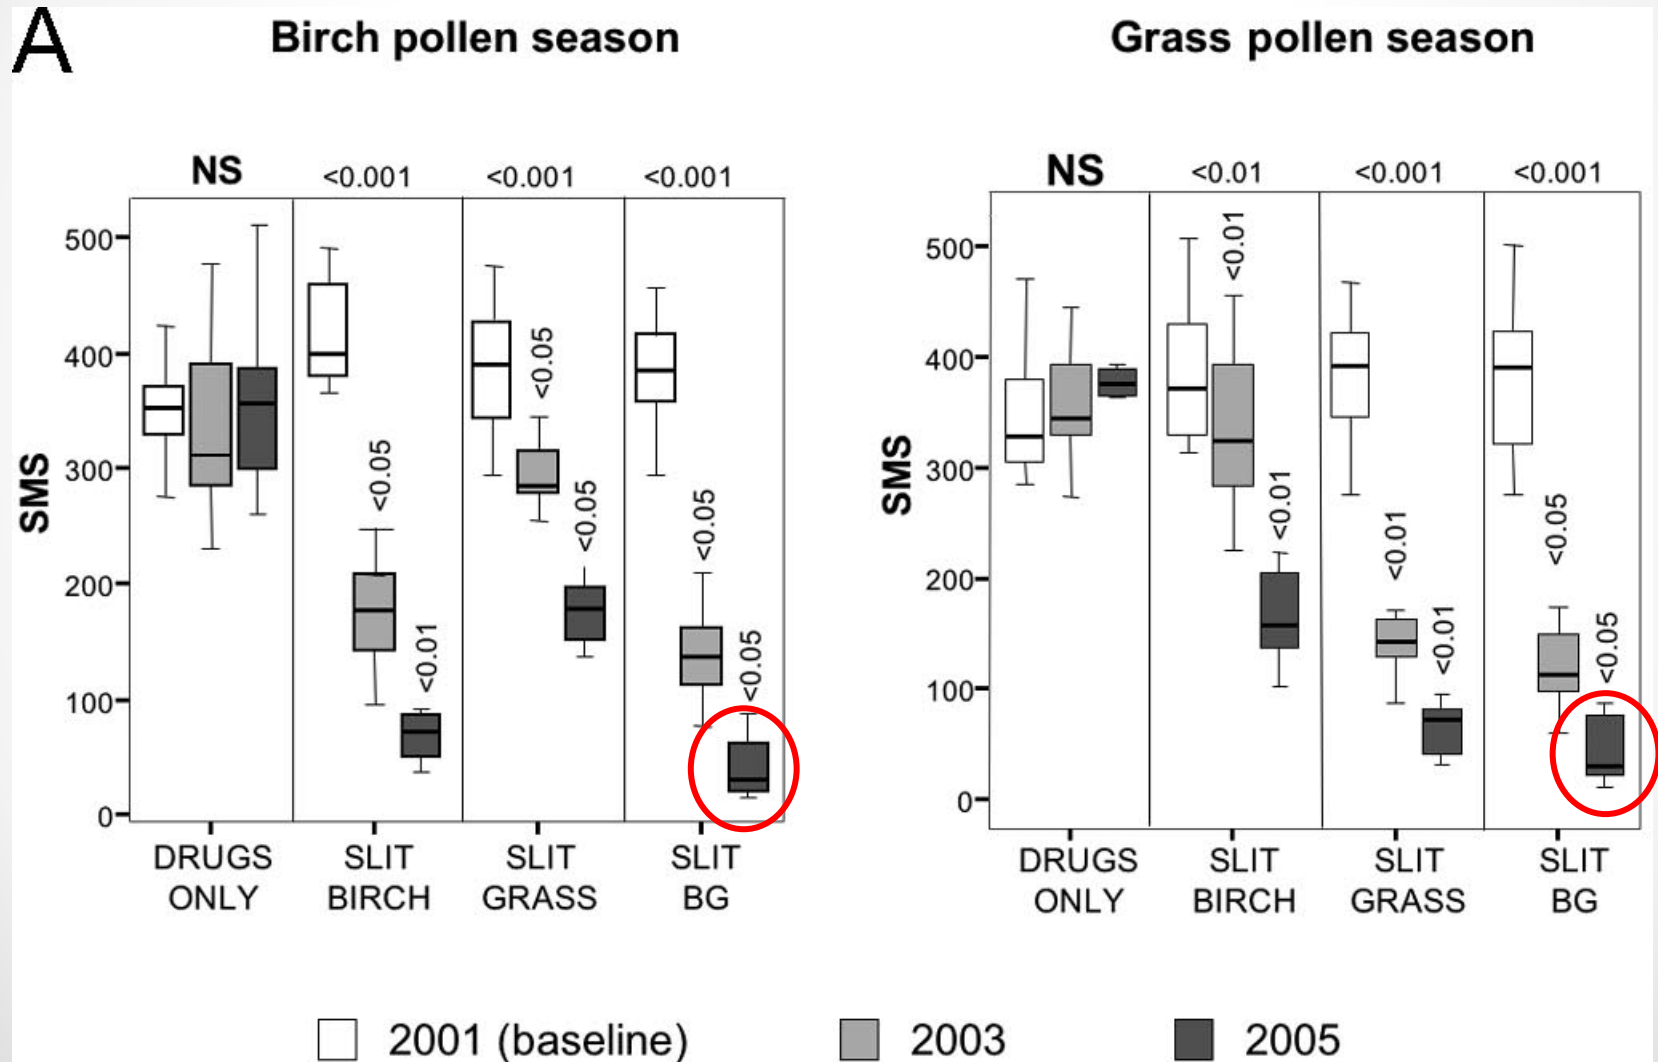 A
Birch pollen season
Grass pollen season
NS <0.001 <0.001 <0.001
NS <0.01 <0.001 <0.001
SMS
500
400
300
200
100
0
<0.05
<0.01
<0.05
<0.05
<0.05
<0.05
DRUGS ONLY
SLIT BIRCH
SLIT GRASS
SLIT BG
SMS
500
400
300
200
100
0
<0.01
<0.01
<0.01
<0.01
<0.05
<0.05
DRUGS ONLY
SLIT BIRCH
SLIT GRASS
SLIT BG
2001 (baseline)
2003
2005